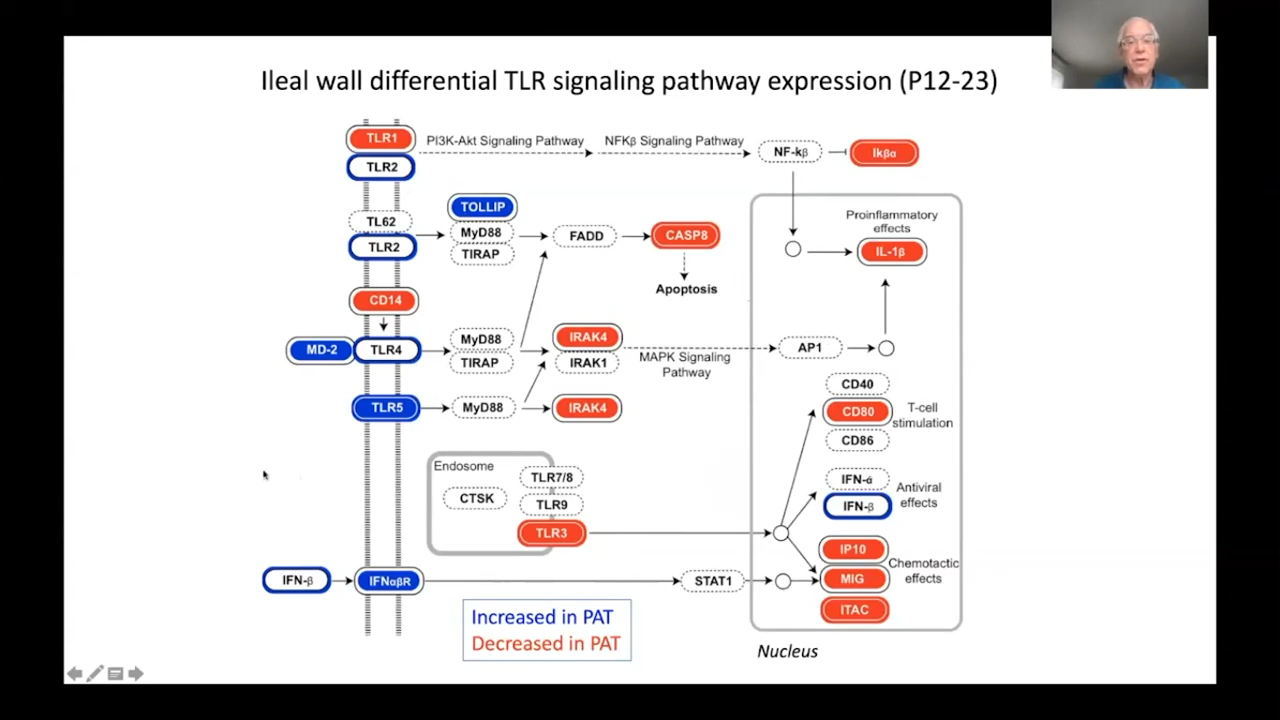 Ileal wall differential TLR signaling pathway expression (P12-23)
TLR1
TLR2
PI3K-Akt Signaling Pathway
NFKβ Signaling Pathway
NF-kβ
Ikβα
TL62
TLR2
TOLLIP
MyD88
TIRAP
FADD
CASP8
Apoptosis
Proinflammatory
effects
IL-1β
CD14
MD-2
TLR4
MyD88
TIRAP
IRAK4
IRAK1
MAPK Signaling
Pathway
AP1
TLR5
MyD88
IRAK4
CD40
CD80
CD86
T-cell
stimulation
Endosome
CTSK
TLR7/8
TLR9
TLR3
IFN-ά
IFN-β
Antiviral
effects
IP10
MIG
ITAC
Chemotactic
effects
IFN-β
IFNαβR
STAT1
Increased in PAT
Decreased in PAT
Nucleus